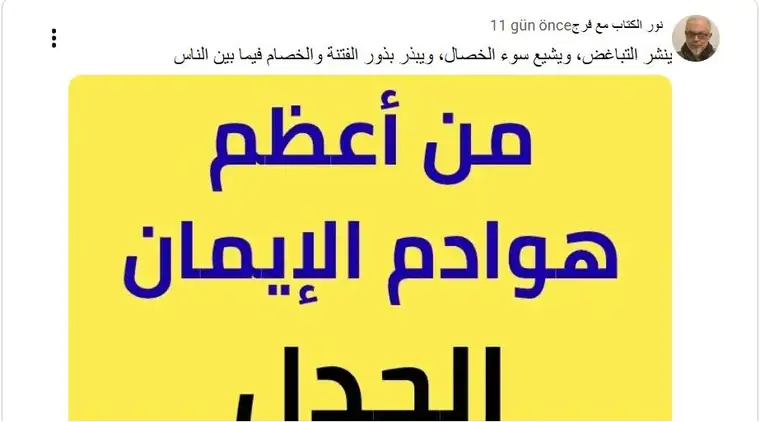 نور الكتاب مع فرج 11 gün önce
ينشر التباغض، ويشيع سوء الخصال، ويبذر بذور الفتنة والخصام فيما بين الناس
من أعظم
هوادم الإيمان
الجدل